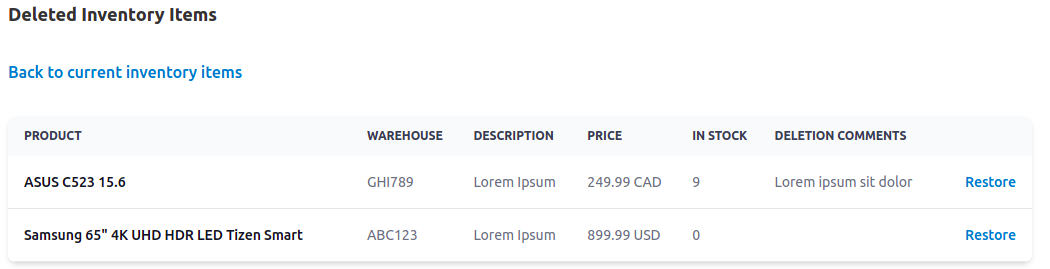 Deleted Inventory Items
Back to current inventory items
PRODUCT WAREHOUSE DESCRIPTION PRICE IN STOCK DELETION COMMENTS
ASUS C523 15.6 GHI789 Lorem Ipsum 249.99 CAD 9 Lorem ipsum sit dolor Restore
Samsung 65" 4K UHD HDR LED Tizen Smart ABC123 Lorem Ipsum 899.99 USD 0 Restore